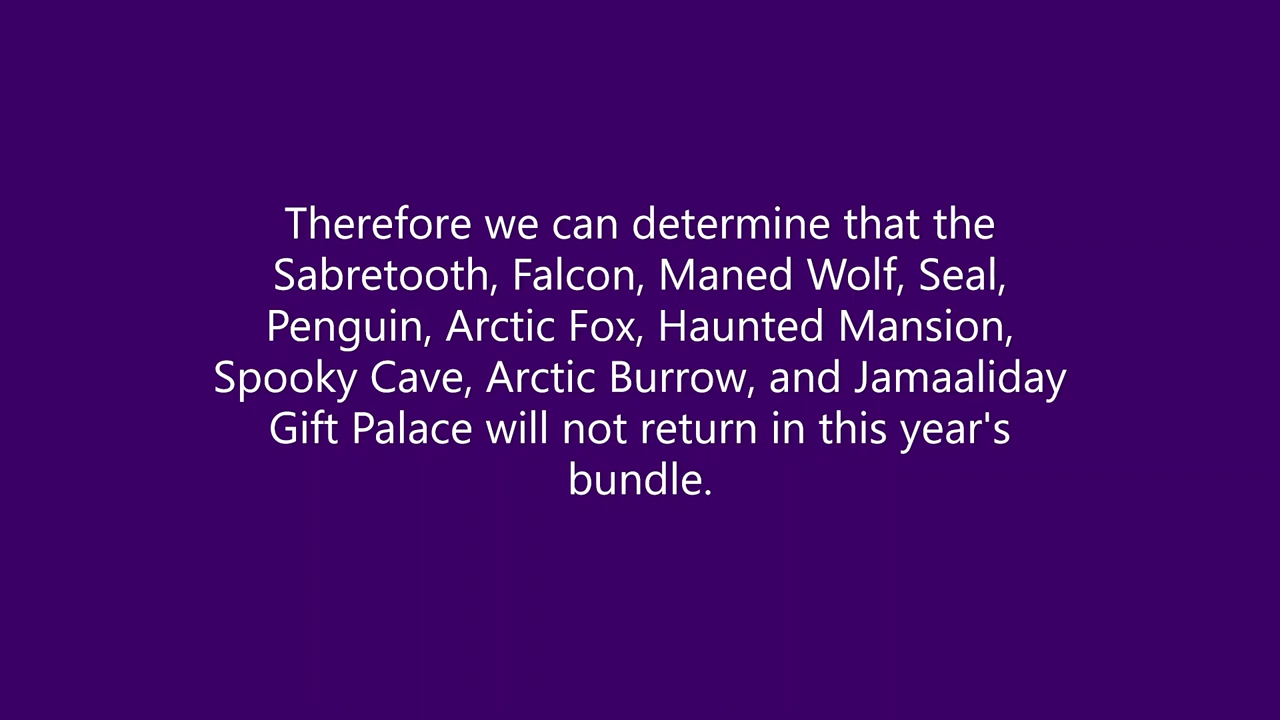 Therefore we can determine that the
Sabretooth, Falcon, Maned Wolf, Seal,
Penguin, Arctic Fox, Haunted Mansion,
Spooky Cave, Arctic Burrow, and Jamaaliday
Gift Palace will not return in this year's
bundle.